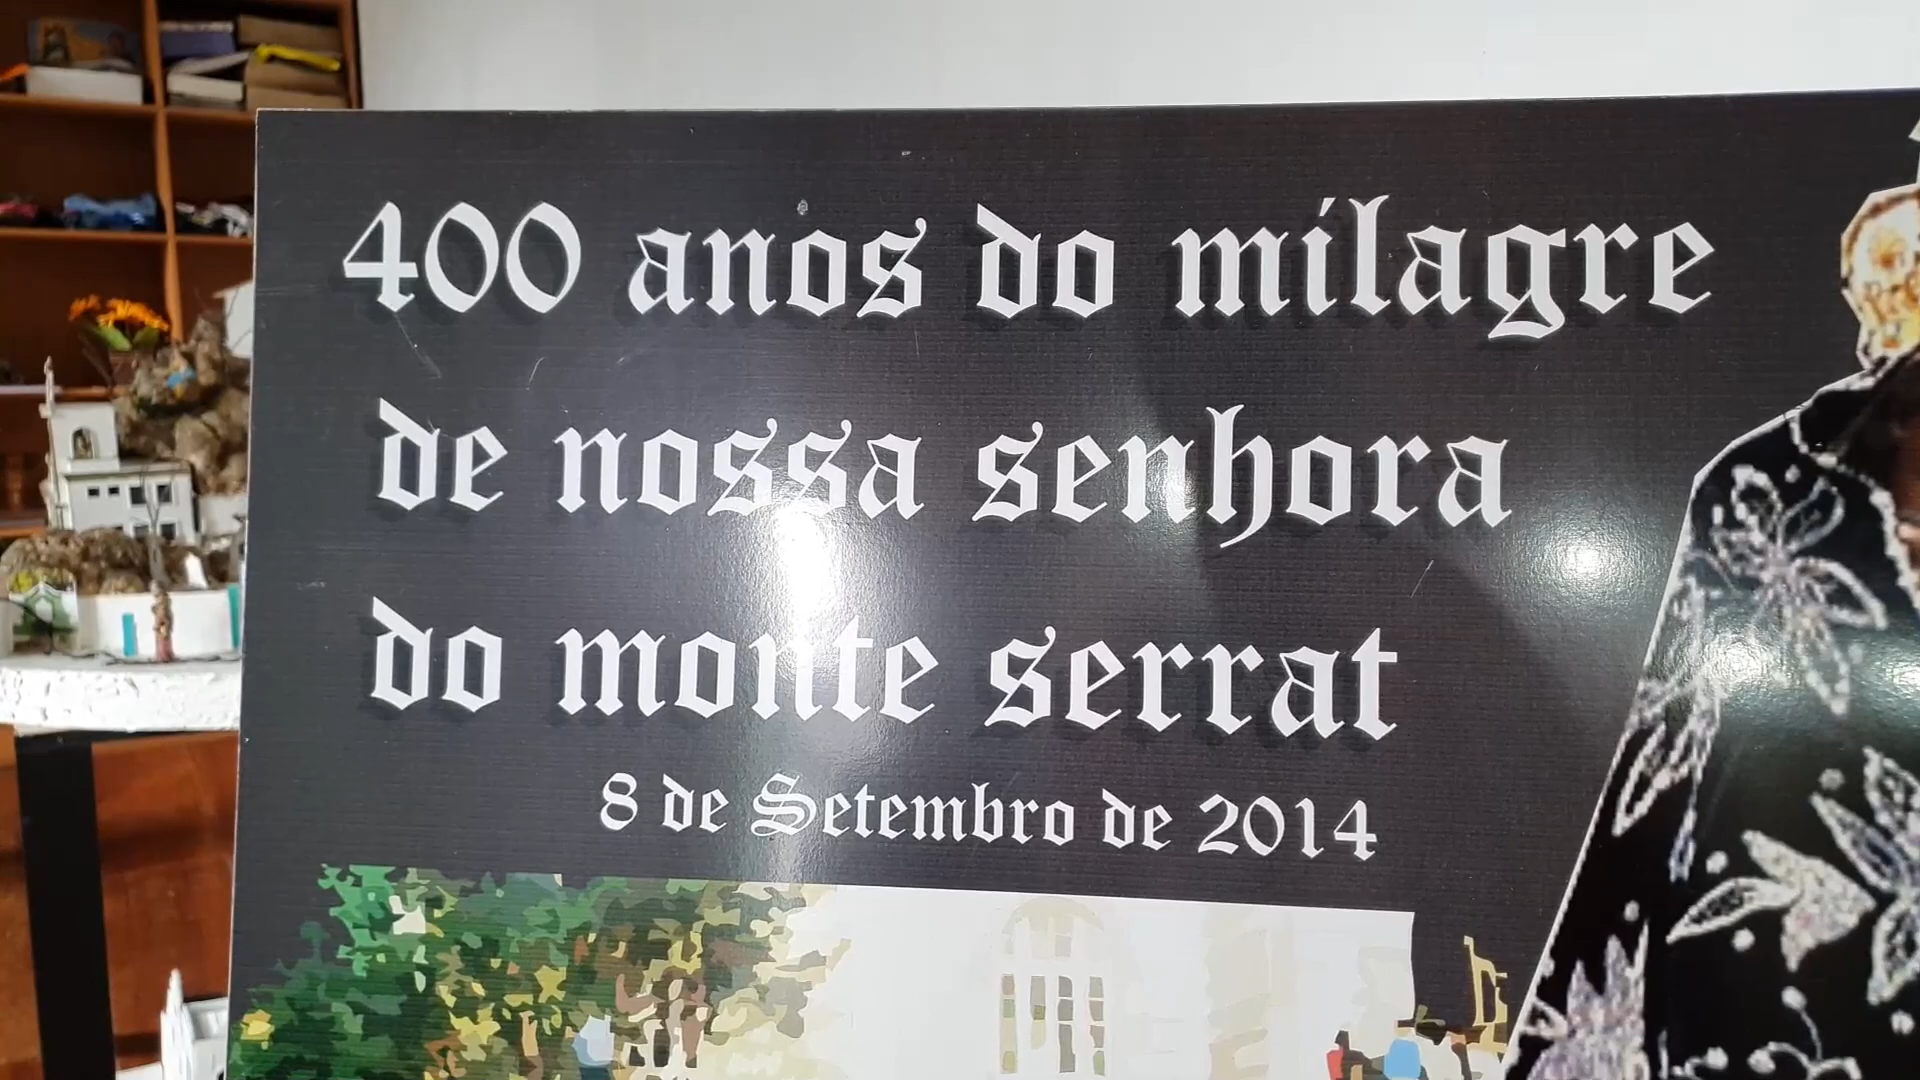 400 anos do milagre
de nossa senhora
do monte serrat
8 de Setembro de 2014